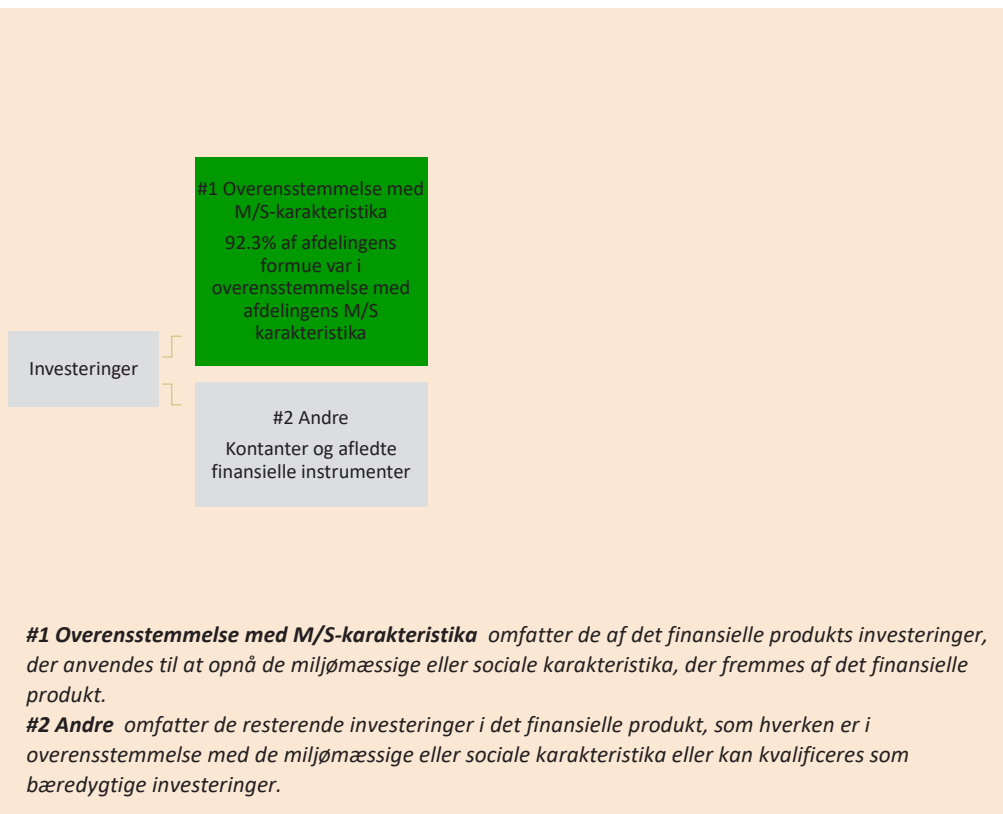 #1 Overensstemmelse med
M/S-karakteristika
92.3% af afdelingens
formue var i
overensstemmelse med
afdelingens M/S
karakteristika
Investeringer
#2 Andre
Kontanter og afledte
finansielle instrumenter
#1 Overensstemmelse med M/S-karakteristika omfatter de af det finansielle produkts investeringer,
der anvendes til at opnå de miljømæssige eller sociale karakteristika, der fremmes af det finansielle
produkt.
#2 Andre omfatter de resterende investeringer i det finansielle produkt, som hverken er i
overensstemmelse med de miljømæssige eller sociale karakteristika eller kan kvalificeres som
bæredygtige investeringer.